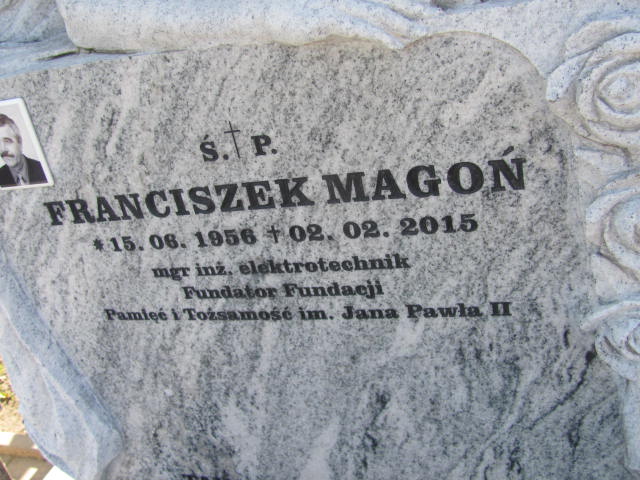 Ś.†P.
FRANCISZEK MAGOŃ
* 15. 06. 1956 † 02. 02. 2015
mgr inż. elektrotechnik
Fundator Fundacji
Pamięć i Tożsamość im. Jana Pawła II